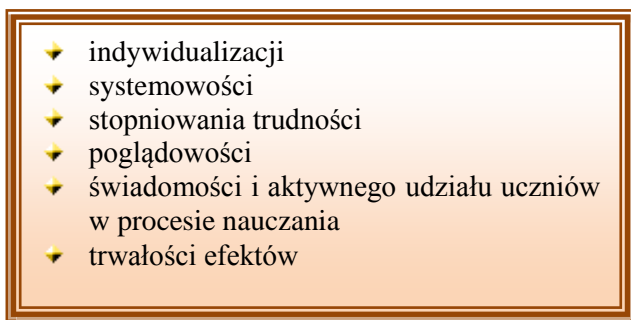 indywidualizacji
systemowości
stopniowania trudności
poglądowości
świadomości i aktywnego udziału uczniów
w procesie nauczania
trwałości efektów